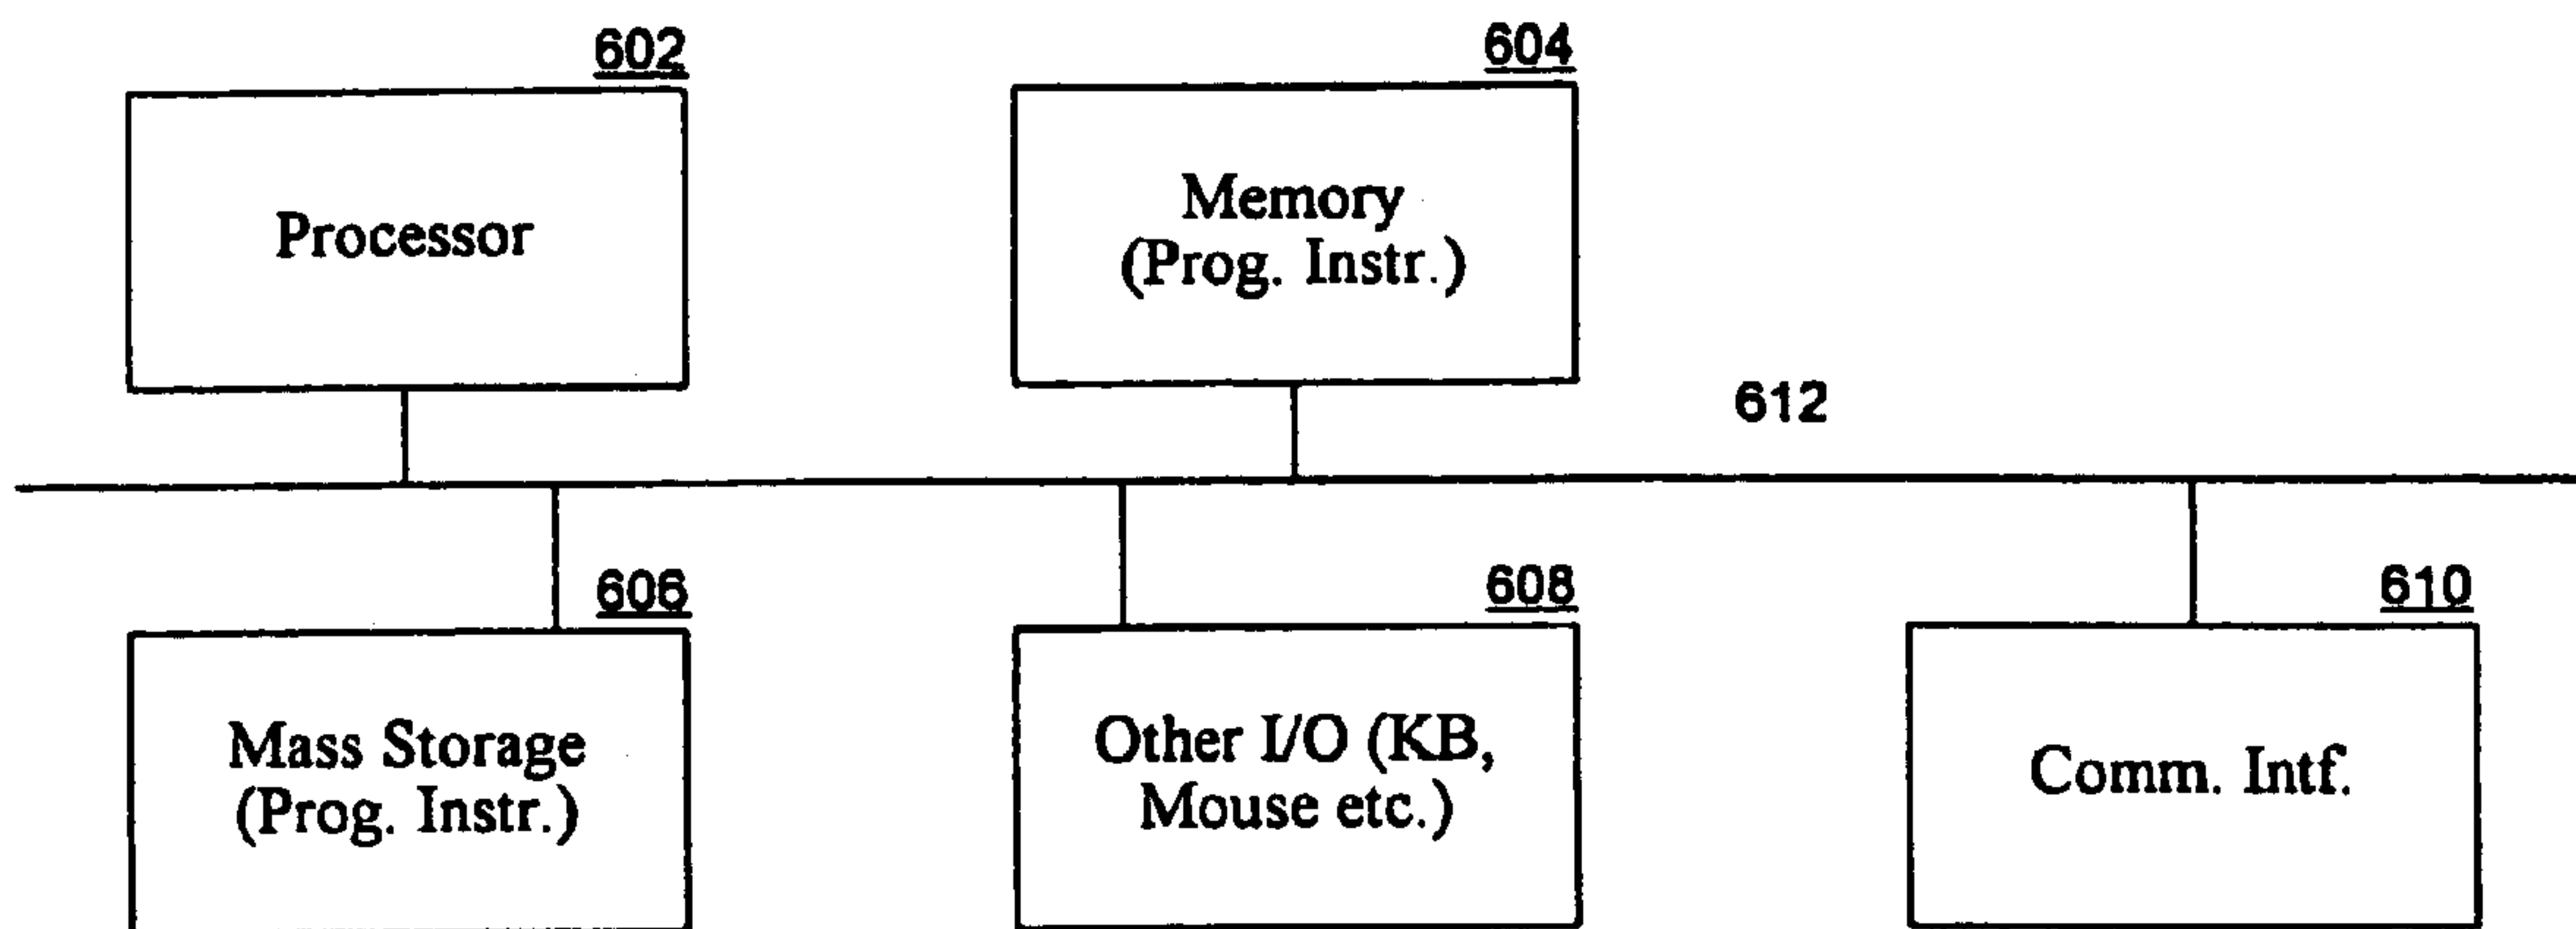 602
604
Processor
Memory
(Prog. Instr.)
612
606
608
610
Mass Storage
(Prog. Instr.)
Other I/O (KB,
Mouse etc.)
Comm. Intf.